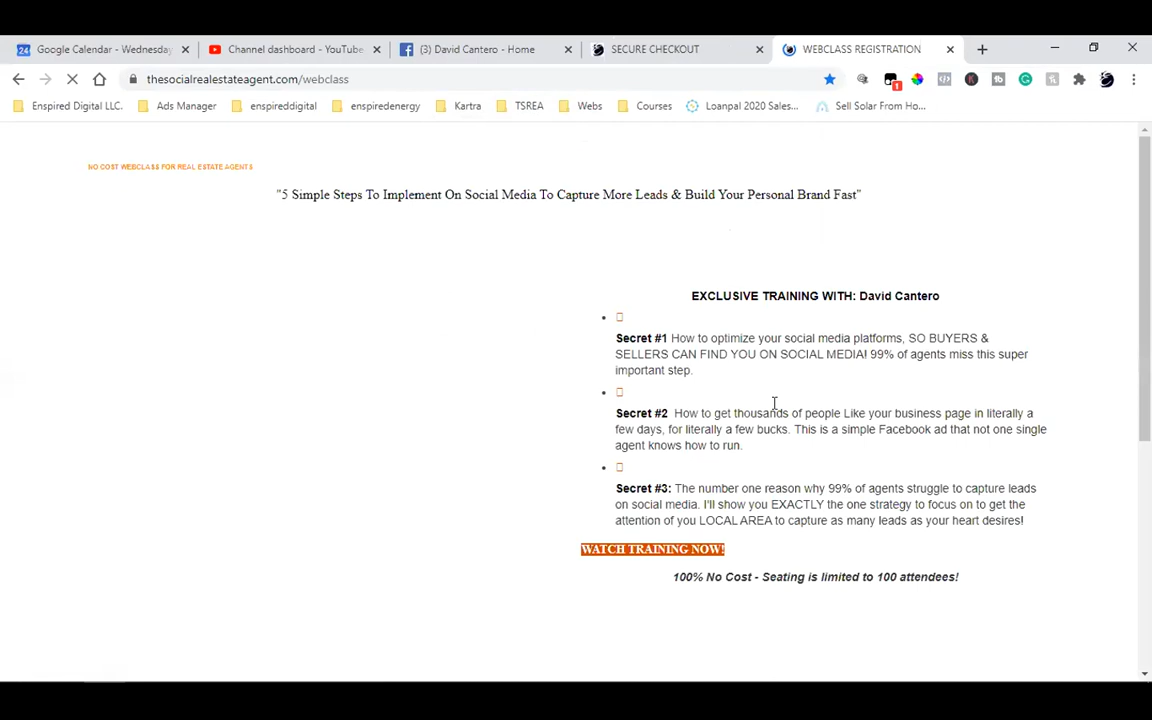 Google Calendar - Wednesday
Channel dashboard - YouTube
(3) David Cantero - Home
SECURE CHECKOUT
WEBCLASS REGISTRATION
thesocialrealestateagent.com/webclass
Enspired Digital LLC.
Ads Manager
enspireddigital
enspiredenergy
Kartra
TSREA
Webs
Courses
Loanpal 2020 Sales...
Sell Solar From Ho...
NO COST WEBCLASS FOR REAL ESTATE AGENTS
"5 Simple Steps To Implement On Social Media To Capture More Leads & Build Your Personal Brand Fast"
EXCLUSIVE TRAINING WITH: David Cantero
Secret #1 How to optimize your social media platforms, SO BUYERS &
SELLERS CAN FIND YOU ON SOCIAL MEDIA! 99% of agents miss this super
important step.
Secret #2 How to get thousands of people Like your business page in literally a
few days, for literally a few bucks. This is a simple Facebook ad that not one single
agent knows how to run.
Secret #3: The number one reason why 99% of agents struggle to capture leads
on social media. I'll show you EXACTLY the one strategy to focus on to get the
attention of you LOCAL AREA to capture as many leads as your heart desires!
WATCH TRAINING NOW!
100% No Cost - Seating is limited to 100 attendees!